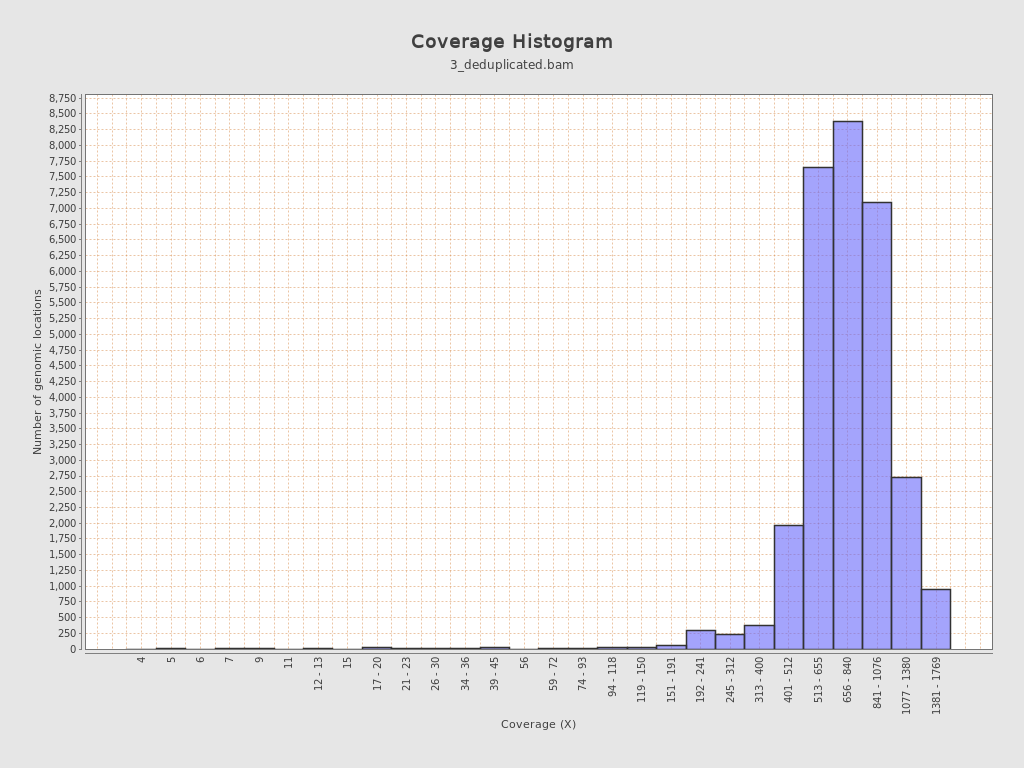 Coverage Histogram
3_deduplicated.bam
Number of genomic locations
8,750
8,500
8,250
8,000
7,750
7,500
7,250
7,000
6,750
6,500
6,250
6,000
5,750
5,500
5,250
5,000
4,750
4,500
4,250
4,000
3,750
3,500
3,250
3,000
2,750
2,500
2,250
2,000
1,750
1,500
1,250
1,000
750
500
250
0
4
5
6
7
9
11
12 - 13
15
17 - 20
21 - 23
26 - 30
34 - 36
39 - 45
56
59 - 72
74 - 93
94 - 118
119 - 150
151 - 191
192 - 241
245 - 312
313 - 400
401 - 512
513 - 655
656 - 840
841 - 1076
1077 - 1380
1381 - 1769
Coverage (X)